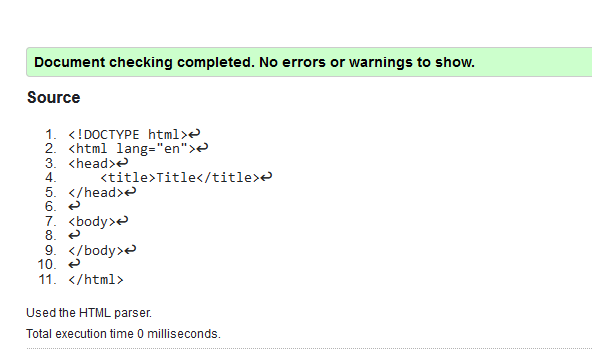 Document checking completed. No errors or warnings to show.
Source
1. <!DOCTYPE html>↩
2. <html lang="en">↩
3. <head>↩
4.     <title>Title</title>↩
5. </head>↩
6. ↩
7. <body>↩
8. ↩
9. </body>↩
10. ↩
11. </html>
Used the HTML parser.
Total execution time 0 milliseconds.